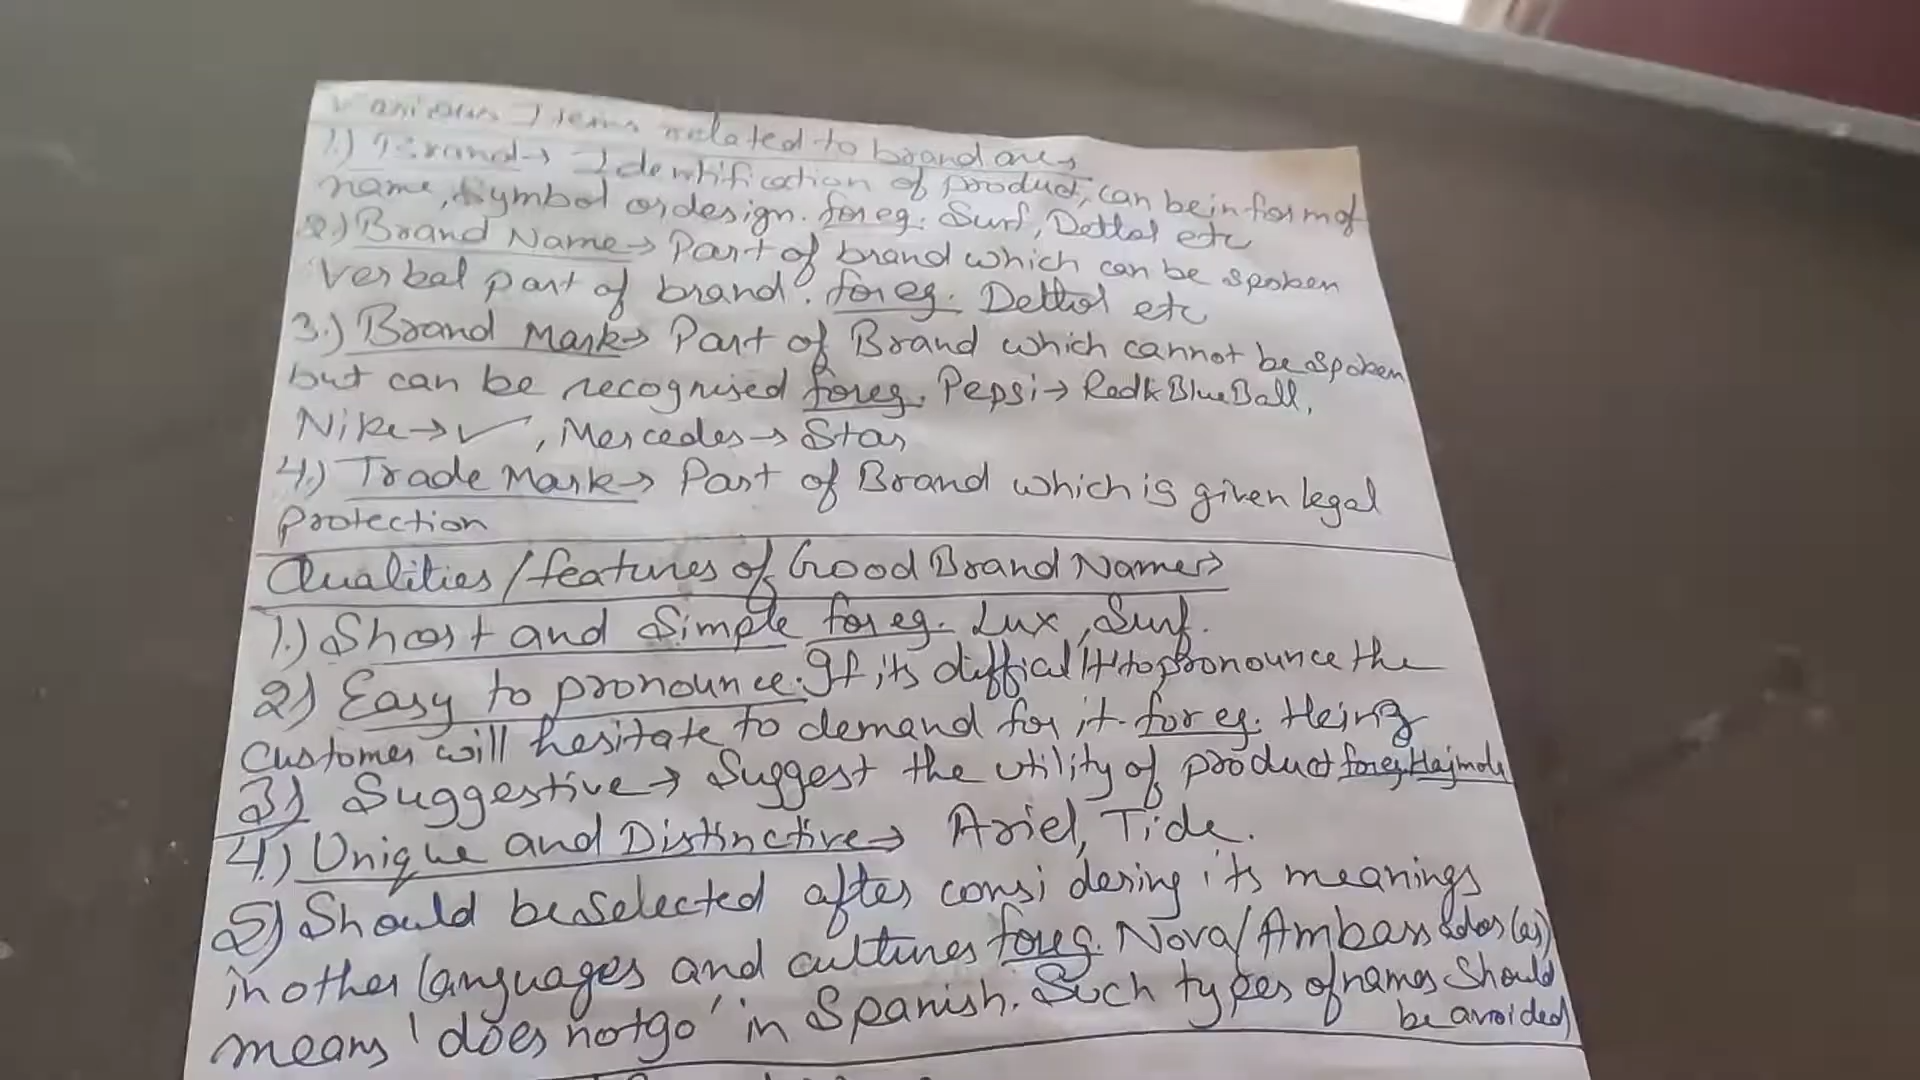 Various Items related to brand are→
1.) Brand→ Identification of product, can be in form of
name, Symbol or design. for eg. Surf, Dettol etc
2.) Brand Name→ Part of brand which can be spoken
Verbal part of brand. for eg. Dettol etc
3.) Brand Mark→ Part of Brand which cannot be spoken
but can be recognised for eg. Pepsi→ Red & Blue Ball,
Nike→ ✓, Mercedes→ Star
4.) Trade Mark→ Part of Brand which is given legal
Protection
Qualities/features of Good Brand Name→
1.) Short and Simple for eg. Lux, Surf.
2) Easy to pronounce. If its difficult to pronounce the
Customer will hesitate to demand for it. for eg. Heinz
3) Suggestive→ Suggest the utility of product for eg Hajmola
4.) Unique and Distinctive→ Ariel, Tide.
5) Should be Selected after considering its meanings
in other languages and cultures for eg. Nova/Ambassador (as)
means 'does not go' in Spanish. Such types of names Should
be avoided